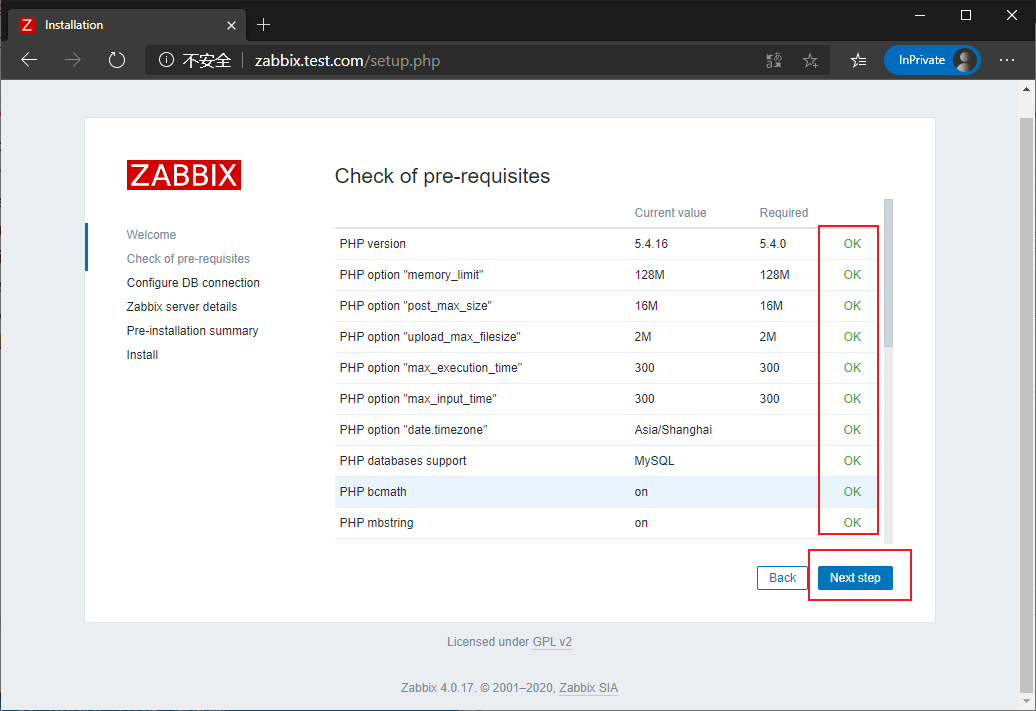 Z Installation
不安全 zabbix.test.com/setup.php
InPrivate
ZABBIX
Check of pre-requisites
Welcome
Check of pre-requisites
Configure DB connection
Zabbix server details
Pre-installation summary
Install
Current value Required
PHP version 5.4.16 5.4.0 OK
PHP option "memory_limit" 128M 128M OK
PHP option "post_max_size" 16M 16M OK
PHP option "upload_max_filesize" 2M 2M OK
PHP option "max_execution_time" 300 300 OK
PHP option "max_input_time" 300 300 OK
PHP option "date.timezone" Asia/Shanghai OK
PHP databases support MySQL OK
PHP bcmath on OK
PHP mbstring on OK
Back Next step
Licensed under GPL v2
Zabbix 4.0.17. © 2001–2020, Zabbix SIA